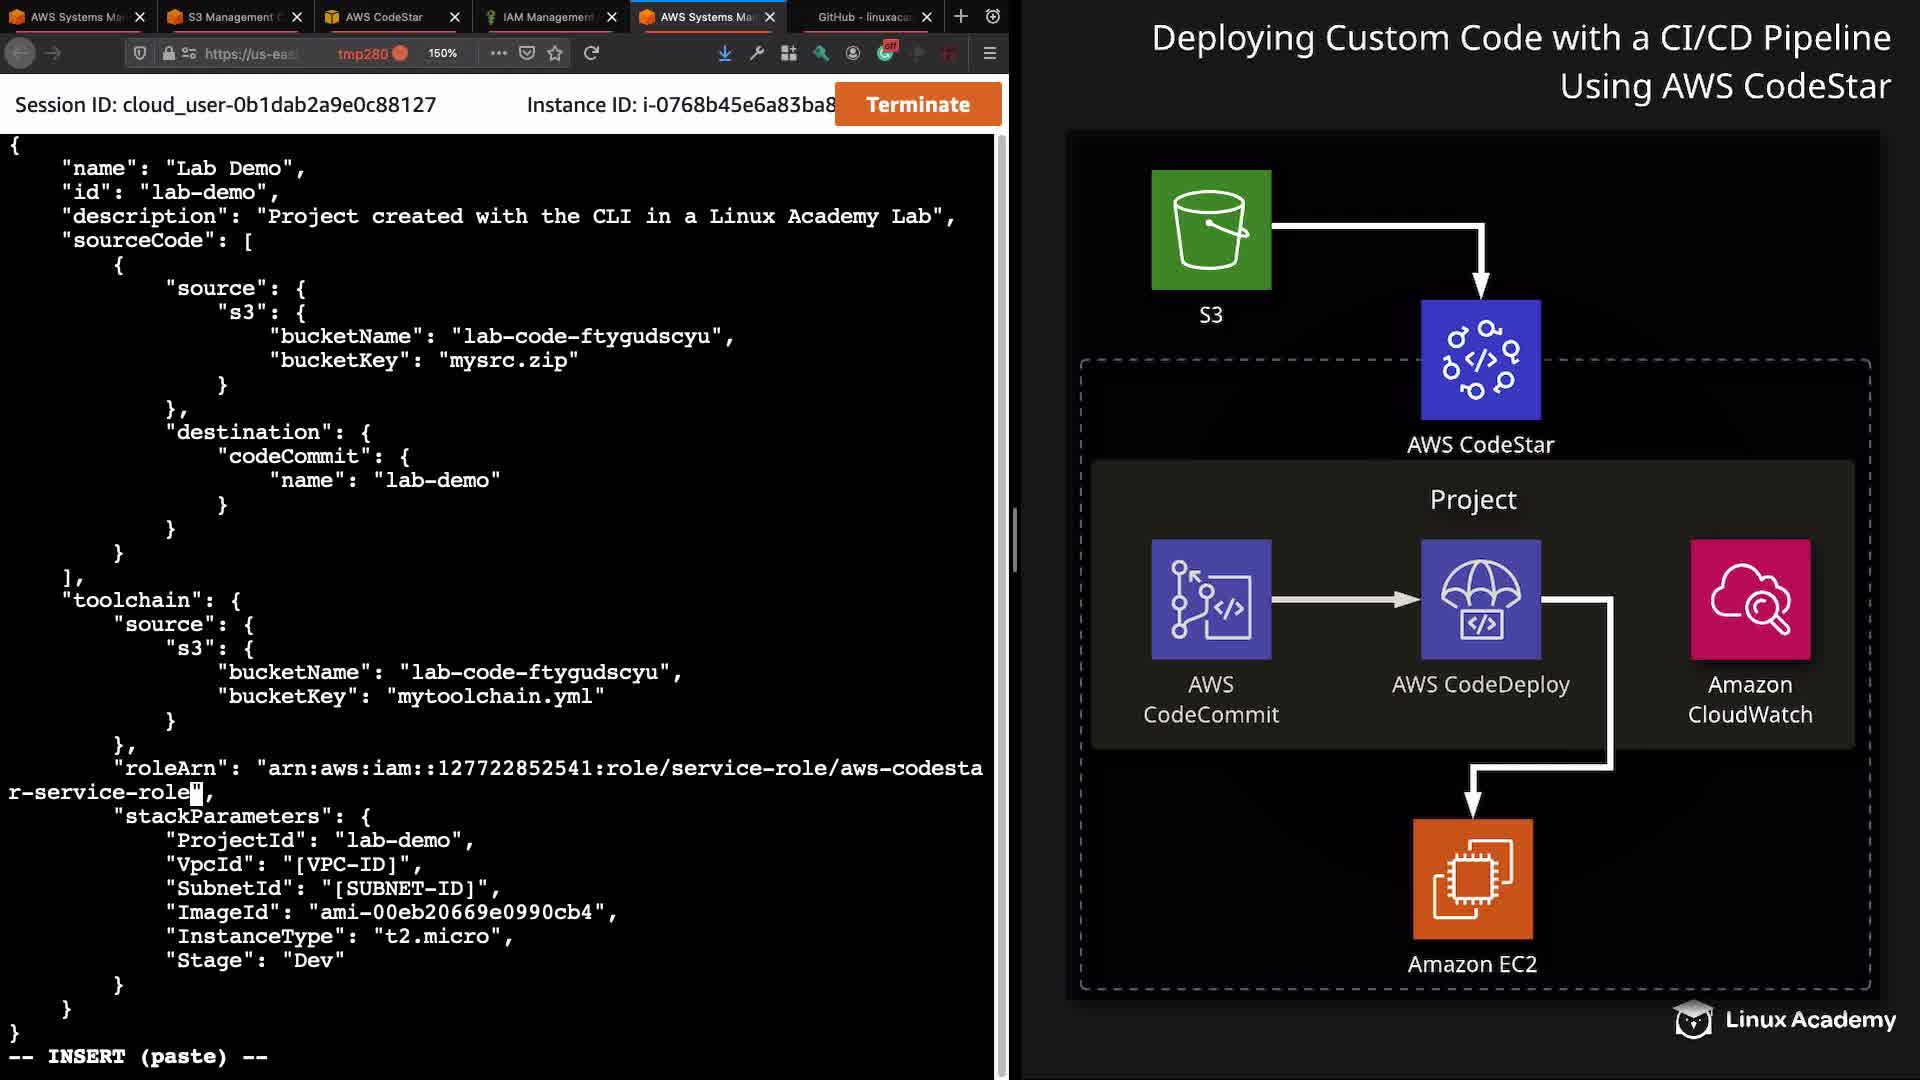 AWS Systems Ma
S3 Management
AWS CodeStar
IAM Management
AWS Systems Ma
GitHub - linuxaca
https://us-eas
tmp280
150%
off
Session ID: cloud_user-0b1dab2a9e0c88127
Instance ID: i-0768b45e6a83ba8
Terminate
{
    "name": "Lab Demo",
    "id": "lab-demo",
    "description": "Project created with the CLI in a Linux Academy Lab",
    "sourceCode": [
        {
            "source": {
                "s3": {
                    "bucketName": "lab-code-ftygudscyu",
                    "bucketKey": "mysrc.zip"
                }
            },
            "destination": {
                "codeCommit": {
                    "name": "lab-demo"
                }
            }
        }
    ],
    "toolchain": {
        "source": {
            "s3": {
                "bucketName": "lab-code-ftygudscyu",
                "bucketKey": "mytoolchain.yml"
            }
        },
        "roleArn": "arn:aws:iam::127722852541:role/service-role/aws-codesta
r-service-role",
        "stackParameters": {
            "ProjectId": "lab-demo",
            "VpcId": "[VPC-ID]",
            "SubnetId": "[SUBNET-ID]",
            "ImageId": "ami-00eb20669e0990cb4",
            "InstanceType": "t2.micro",
            "Stage": "Dev"
        }
    }
}
-- INSERT (paste) --
Deploying Custom Code with a CI/CD Pipeline
Using AWS CodeStar
S3
AWS CodeStar
Project
AWS
CodeCommit
AWS CodeDeploy
Amazon
CloudWatch
Amazon EC2
Linux Academy